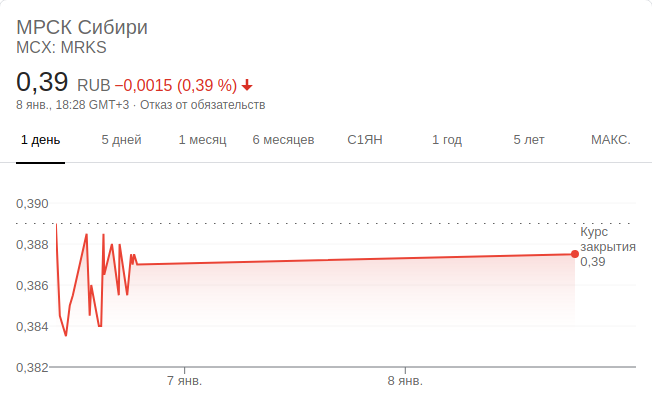 МРСК Сибири
MCX: MRKS
0,39 RUB −0,0015 (0,39 %)
8 янв., 18:28 GMT+3 · Отказ от обязательств
1 день 5 дней 1 месяц 6 месяцев С1ЯН 1 год 5 лет МАКС.
0,390
Курс
0,388 закрытия
0,39
0,386
0,384
0,382
7 янв. 8 янв.